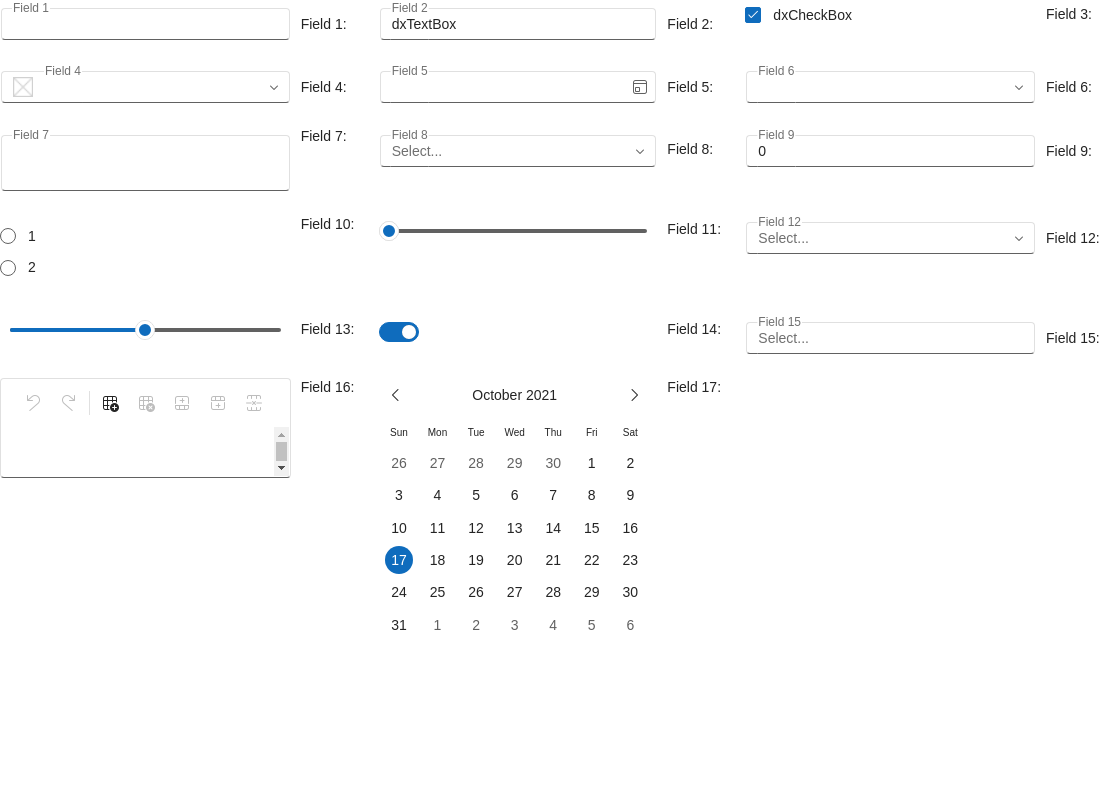 Field 1
Field 1:
Field 2
dxTextBox
Field 2:
dxCheckBox
Field 3:
Field 4
Field 4:
Field 5
Field 5:
Field 6
Field 6:
Field 7
Field 7:
Field 8
Select...
Field 8:
Field 9
0
Field 9:
1
2
Field 10:
Field 11:
Field 12
Select...
Field 12:
Field 13:
Field 14:
Field 15
Select...
Field 15:
Field 16:
October 2021
Sun Mon Tue Wed Thu Fri Sat
26 27 28 29 30 1 2
3 4 5 6 7 8 9
10 11 12 13 14 15 16
17 18 19 20 21 22 23
24 25 26 27 28 29 30
31 1 2 3 4 5 6
Field 17: